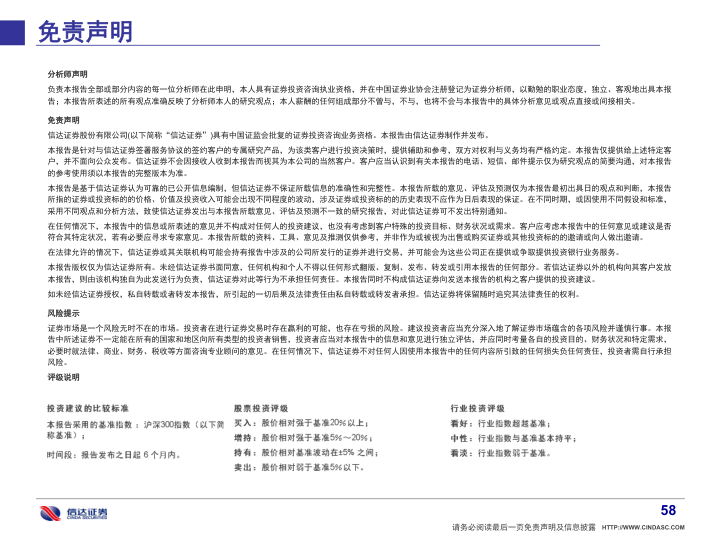 免责声明
分析师声明
负责本报告全部或部分内容的每一位分析师在此申明，本人具有证券投资咨询执业资格，并在中国证券业协会注册登记为证券分析师，以勤勉的职业态度，独立、客观地出具本报
告；本报告所表述的所有观点准确反映了分析师本人的研究观点；本人薪酬的任何组成部分不曾与，不与，也将不会与本报告中的具体分析意见或观点直接或间接相关。
免责声明
信达证券股份有限公司(以下简称“信达证券”)具有中国证监会批复的证券投资咨询业务资格。本报告由信达证券制作并发布。
本报告是针对与信达证券签署服务协议的签约客户的专属研究产品，为该类客户进行投资决策时，提供辅助和参考，双方对权利与义务均有严格约定。本报告仅提供给上述特定客
户，并不面向公众发布。信达证券不会因接收人收到本报告而视其为本公司的当然客户。客户应当认识到有关本报告的电话、短信、邮件提示仅为研究观点的简要沟通，对本报告
的参考使用须以本报告的完整版本为准。
本报告是基于信达证券认为可靠的已公开信息编制，但信达证券不保证所载信息的准确性和完整性。本报告所载的意见、评估及预测仅为本报告最初出具日的观点和判断，本报告
所指的证券或投资标的的价格、价值及投资收入可能会出现不同程度的波动，涉及证券或投资标的的历史表现不应作为日后表现的保证。在不同时期，或因使用不同假设和标准，
采用不同观点和分析方法，致使信达证券发出与本报告所载意见、评估及预测不一致的研究报告，对此信达证券可不发出特别通知。
在任何情况下，本报告中的信息或所表述的意见并不构成对任何人的投资建议，也没有考虑到客户特殊的投资目标、财务状况或需求。客户应考虑本报告中的任何意见或建议是否
符合其特定状况，若有必要应寻求专家意见。本报告所载的资料、工具、意见及推测仅供参考，并非作为或被视为出售或购买证券或其他投资标的的邀请或向人做出邀请。
在法律允许的情况下，信达证券或其关联机构可能会持有报告中涉及的公司所发行的证券并进行交易，并可能会为这些公司正在提供或争取提供投资银行业务服务。
本报告版权仅为信达证券所有。未经信达证券书面同意，任何机构和个人不得以任何形式翻版、复制、发布、转发或引用本报告的任何部分。若信达证券以外的机构向其客户发放
本报告，则由该机构独自为此发送行为负责，信达证券对此等行为不承担任何责任。本报告同时不构成信达证券向发送本报告的机构之客户提供的投资建议。
如未经信达证券授权，私自转载或者转发本报告，所引起的一切后果及法律责任由私自转载或转发者承担。信达证券将保留随时追究其法律责任的权利。
风险提示
证券市场是一个风险无时不在的市场。投资者在进行证券交易时存在赢利的可能，也存在亏损的风险。建议投资者应当充分深入地了解证券市场蕴含的各项风险并谨慎行事。本报
告中所述证券不一定能在所有的国家和地区向所有类型的投资者销售，投资者应当对本报告中的信息和意见进行独立评估，并应同时考量各自的投资目的、财务状况和特定需求，
必要时就法律、商业、财务、税收等方面咨询专业顾问的意见。在任何情况下，信达证券不对任何人因使用本报告中的任何内容所引致的任何损失负任何责任，投资者需自行承担
风险。
评级说明
投资建议的比较标准
本报告采用的基准指数：沪深300指数（以下简
称基准）；
时间段：报告发布之日起 6 个月内。
股票投资评级
买入：股价相对强于基准20％以上；
增持：股价相对强于基准5％～20％；
持有：股价相对基准波动在±5% 之间；
卖出：股价相对弱于基准5％以下。
行业投资评级
看好：行业指数超越基准；
中性：行业指数与基准基本持平；
看淡：行业指数弱于基准。
信达证券
CINDA SECURITIES
58
请务必阅读最后一页免责声明及信息披露 HTTP://WWW.CINDASC.COM